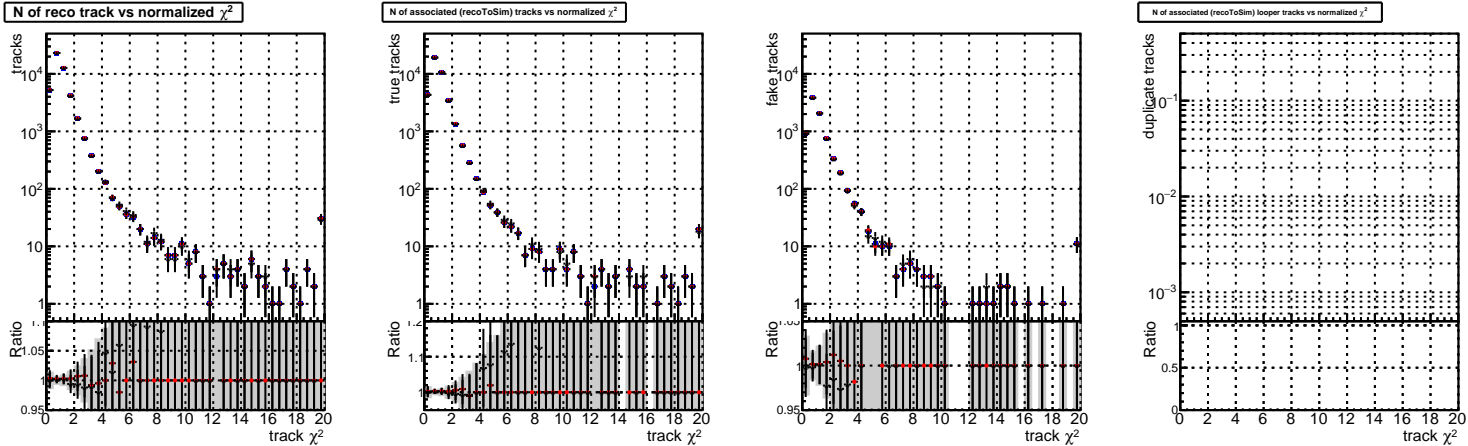 N of reco track vs normalized χ²
tracks
10⁴
10³
10²
10
1
Ratio
1.1
1.05
1
0.95
0 2 4 6 8 10 12 14 16 18 20
track χ²
N of associated (recoToSim) tracks vs normalized χ²
true tracks
10⁴
10³
10²
10
1
Ratio
1.2
1.1
1
0 2 4 6 8 10 12 14 16 18 20
track χ²
fake tracks
10⁴
10³
10²
10
1
Ratio
1.05
1
0.95
0 2 4 6 8 10 12 14 16 18 20
track χ²
N of associated (recoToSim) looper tracks vs normalized χ²
duplicate tracks
10⁻¹
10⁻²
10⁻³
Ratio
1
0.5
0
0 2 4 6 8 10 12 14 16 18 20
track χ²